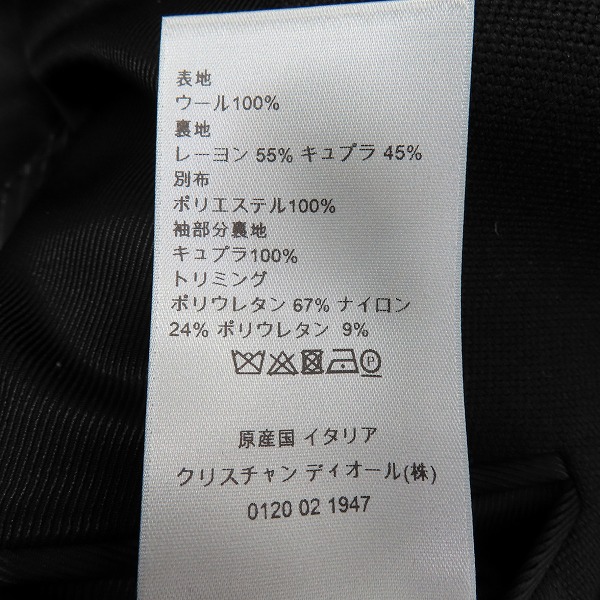 表地
ウール100%
裏地
レーヨン 55% キュプラ 45%
別布
ポリエステル100%
袖部分裏地
キュプラ100%
トリミング
ポリウレタン 67% ナイロン
24% ポリウレタン 9%
P
原産国 イタリア
クリスチャン ディオール(株)
0120 02 1947